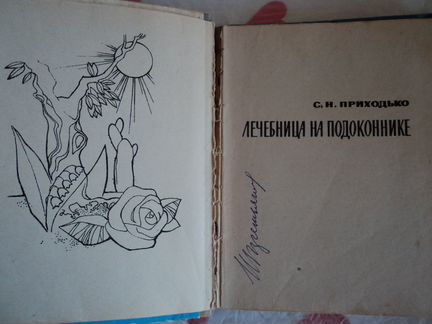 С. Н. ПРИХОДЬКО
ЛЕЧЕБНИЦА НА ПОДОКОННИКЕ